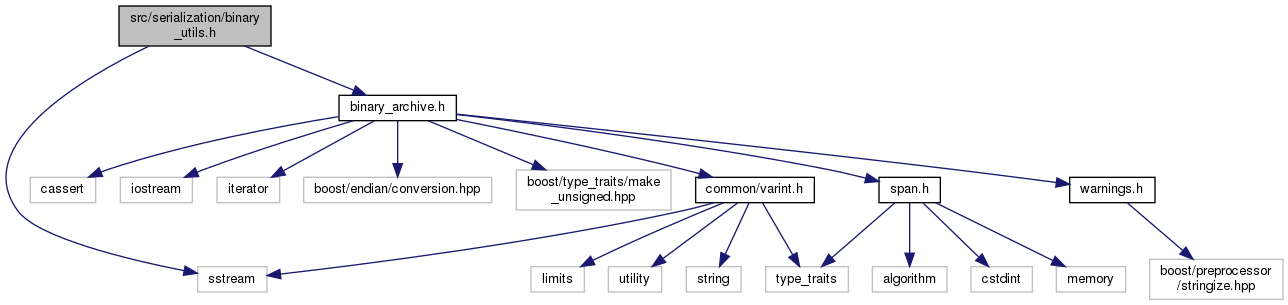 src/serialization/binary
_utils.h
binary_archive.h
cassert
iostream
iterator
boost/endian/conversion.hpp
boost/type_traits/make
_unsigned.hpp
common/varint.h
span.h
warnings.h
sstream
limits
utility
string
type_traits
algorithm
cstdint
memory
boost/preprocessor
/stringize.hpp